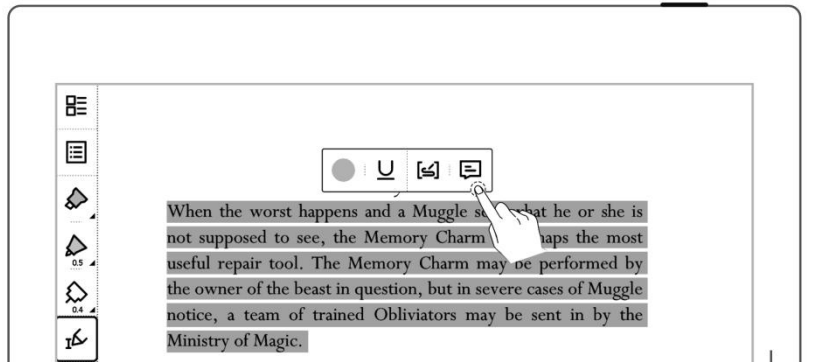 0.5
0.4
When the worst happens and a Muggle he or she is
not supposed to see, the Memory Charm the most
useful repair tool. The Memory Charm may be performed by
the owner of the beast in question, but in severe cases of Muggle
notice, a team of trained Obliviators may be sent in by the
Ministry of Magic.